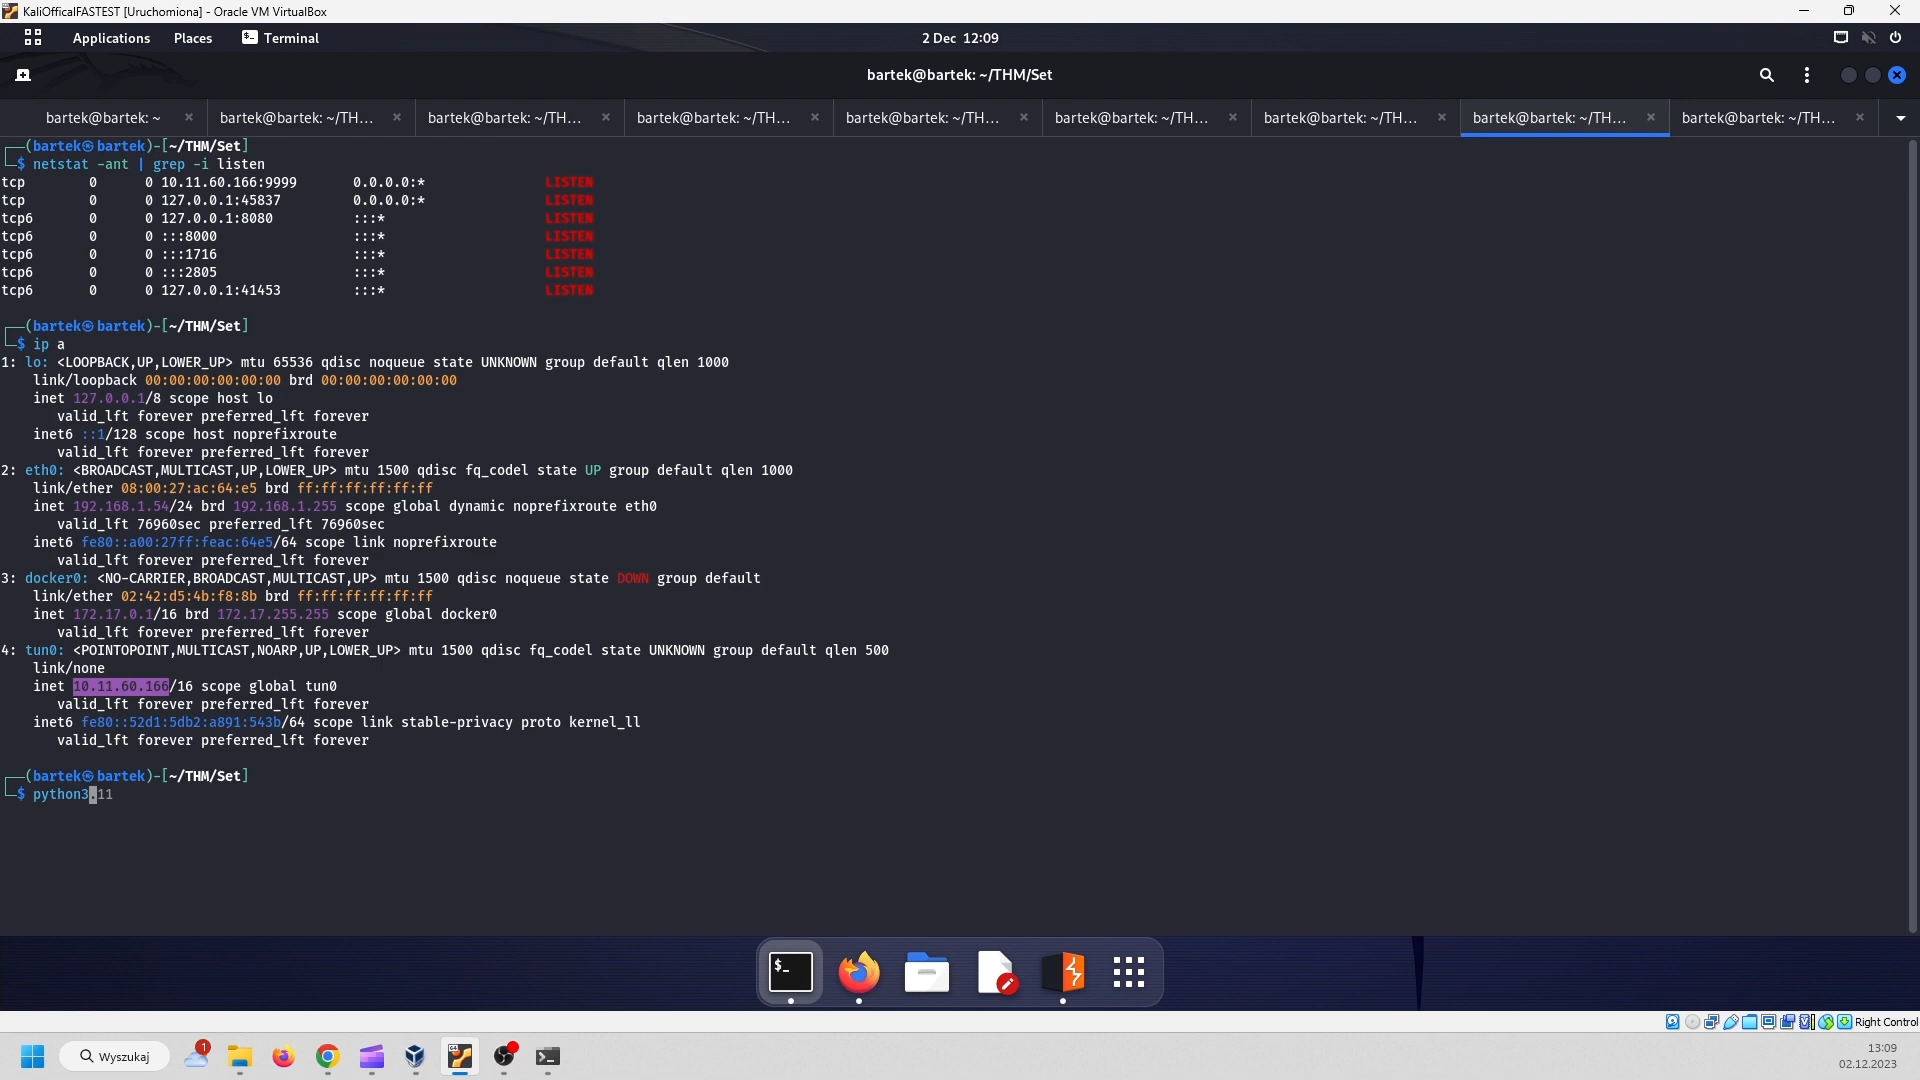 KaliOfficalFASTEST [Uruchomiona] - Oracle VM VirtualBox
Applications Places Terminal 2 Dec 12:09
bartek@bartek: ~/THM/Set
bartek@bartek: ~ bartek@bartek: ~/TH... bartek@bartek: ~/TH... bartek@bartek: ~/TH... bartek@bartek: ~/TH... bartek@bartek: ~/TH... bartek@bartek: ~/TH... bartek@bartek: ~/TH... bartek@bartek: ~/TH...
┌──(bartek㉿bartek)-[~/THM/Set]
└─$ netstat -ant | grep -i listen
tcp 0 0 10.11.60.166:9999 0.0.0.0:* LISTEN
tcp 0 0 127.0.0.1:45837 0.0.0.0:* LISTEN
tcp6 0 0 127.0.0.1:8080 :::* LISTEN
tcp6 0 0 :::8000 :::* LISTEN
tcp6 0 0 :::1716 :::* LISTEN
tcp6 0 0 :::2805 :::* LISTEN
tcp6 0 0 127.0.0.1:41453 :::* LISTEN
┌──(bartek㉿bartek)-[~/THM/Set]
└─$ ip a
1: lo: <LOOPBACK,UP,LOWER_UP> mtu 65536 qdisc noqueue state UNKNOWN group default qlen 1000
link/loopback 00:00:00:00:00:00 brd 00:00:00:00:00:00
inet 127.0.0.1/8 scope host lo
valid_lft forever preferred_lft forever
inet6 ::1/128 scope host noprefixroute
valid_lft forever preferred_lft forever
2: eth0: <BROADCAST,MULTICAST,UP,LOWER_UP> mtu 1500 qdisc fq_codel state UP group default qlen 1000
link/ether 08:00:27:ac:64:e5 brd ff:ff:ff:ff:ff:ff
inet 192.168.1.54/24 brd 192.168.1.255 scope global dynamic noprefixroute eth0
valid_lft 76960sec preferred_lft 76960sec
inet6 fe80::a00:27ff:feac:64e5/64 scope link noprefixroute
valid_lft forever preferred_lft forever
3: docker0: <NO-CARRIER,BROADCAST,MULTICAST,UP> mtu 1500 qdisc noqueue state DOWN group default
link/ether 02:42:d5:4b:f8:8b brd ff:ff:ff:ff:ff:ff
inet 172.17.0.1/16 brd 172.17.255.255 scope global docker0
valid_lft forever preferred_lft forever
4: tun0: <POINTOPOINT,MULTICAST,NOARP,UP,LOWER_UP> mtu 1500 qdisc fq_codel state UNKNOWN group default qlen 500
link/none
inet 10.11.60.166/16 scope global tun0
valid_lft forever preferred_lft forever
inet6 fe80::52d1:5db2:a891:543b/64 scope link stable-privacy proto kernel_ll
valid_lft forever preferred_lft forever
┌──(bartek㉿bartek)-[~/THM/Set]
└─$ python3.11
$_
Right Control
Wyszukaj 1
13:09
02.12.2023